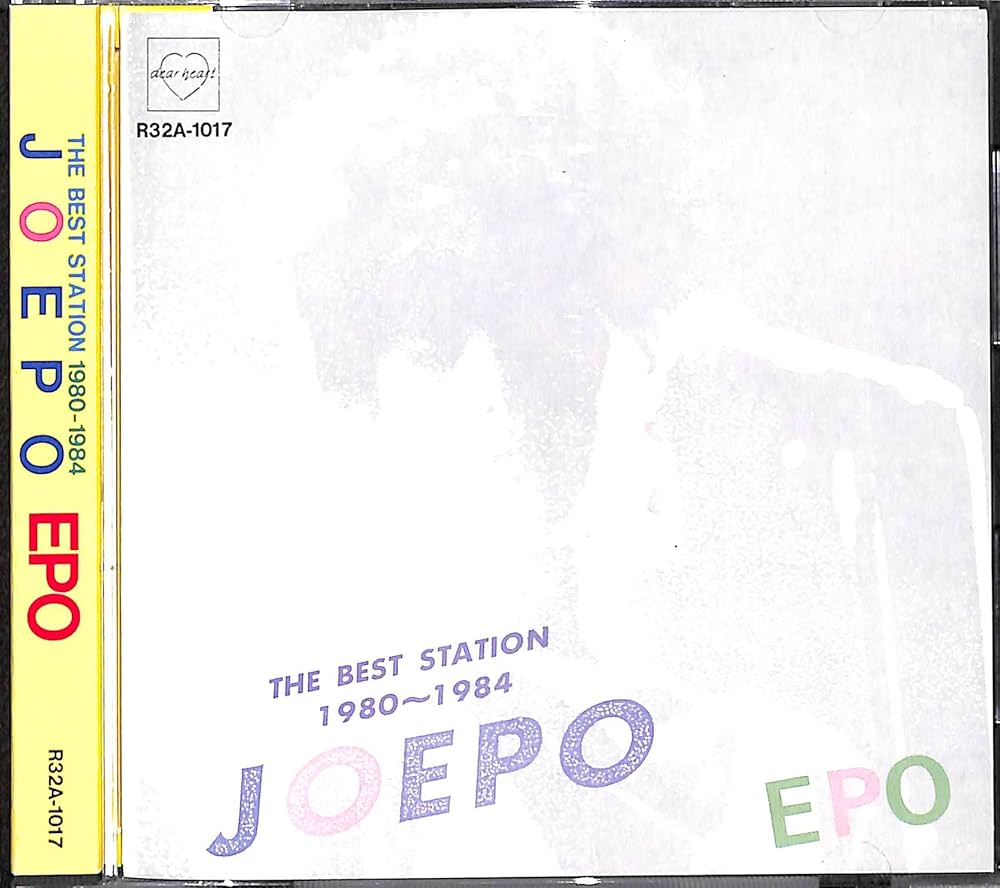 THE BEST STATION 1980-1984
JOEPO
EPO
R32A-1017
dear heart
R32A-1017
THE BEST STATION
1980~1984
JOEPO
EPO